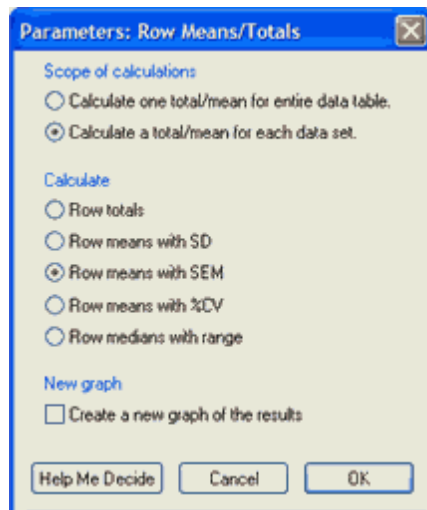 Parameters: Row Means/Totals
Scope of calculations
Calculate one total/mean for entire data table.
Calculate a total/mean for each data set.
Calculate
Row totals
Row means with SD
Row means with SEM
Row means with %CV
Row medians with range
New graph
Create a new graph of the results
Help Me Decide Cancel OK